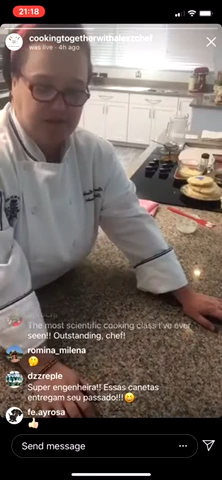 21:18
cookingtogetherwithalexzchef
was live · 4h ago
The most scientific cooking class I've ever
seen!! Outstanding, chef!
romina_milena
🤔
dzzreple
Super engenheira!! Essas canetas
entregam seu passado!!!😋
fe.ayrosa
👍🏻
Send message